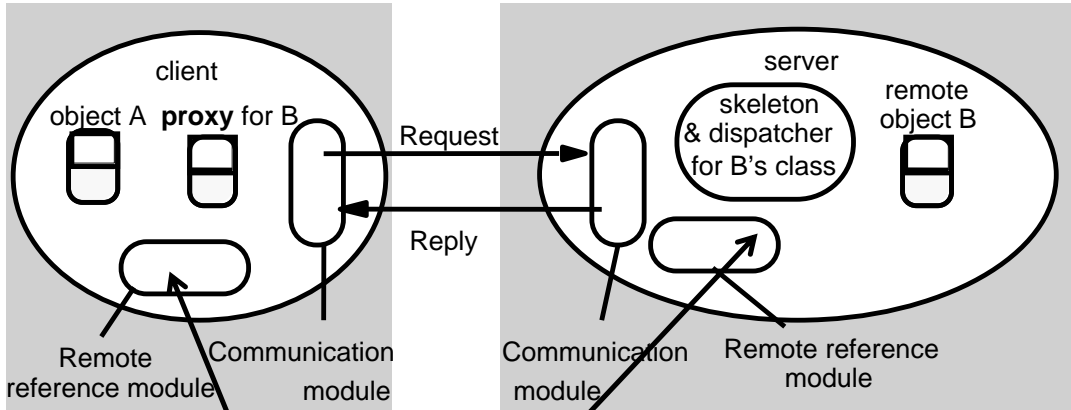 client
object A proxy for B
Request
Reply
Remote
reference module
Communication
module
server
skeleton
& dispatcher
for B's class
remote
object B
Communication
module
Remote reference
module